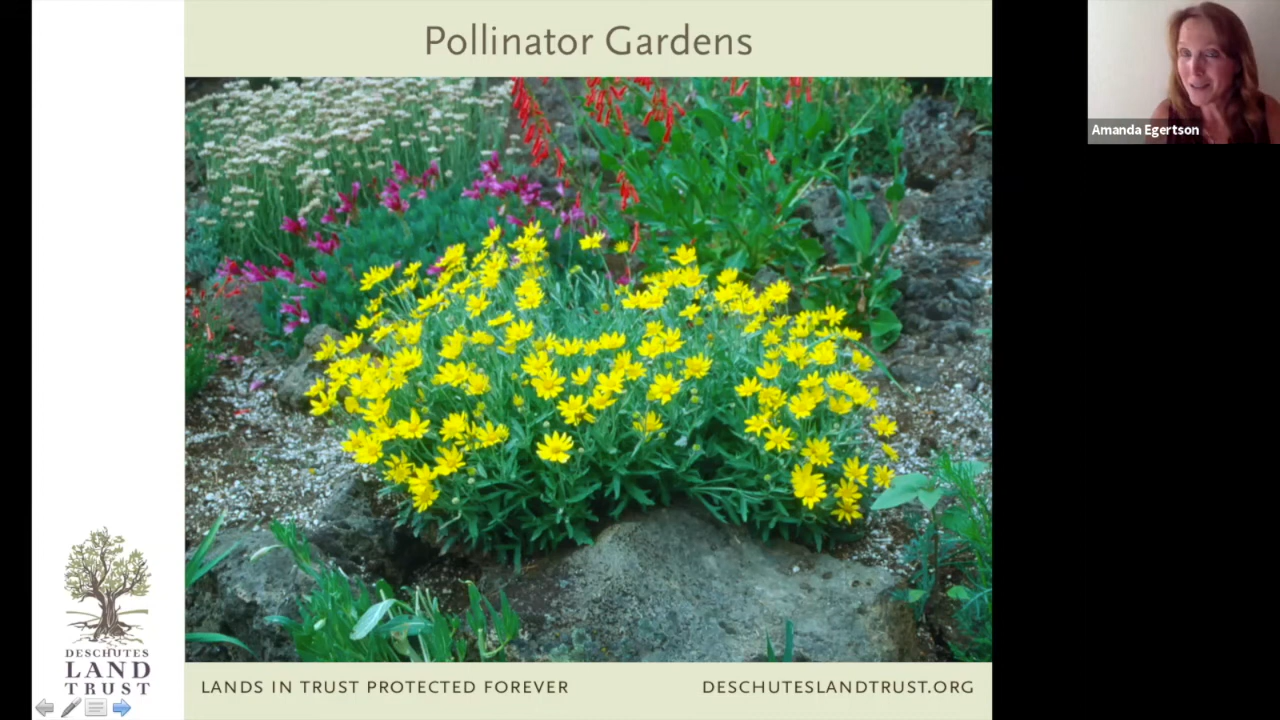 Pollinator Gardens
Amanda Egertson
DESCHUTES
LAND
TRUST
LANDS IN TRUST PROTECTED FOREVER
DESCHUTESLANDTRUST.ORG